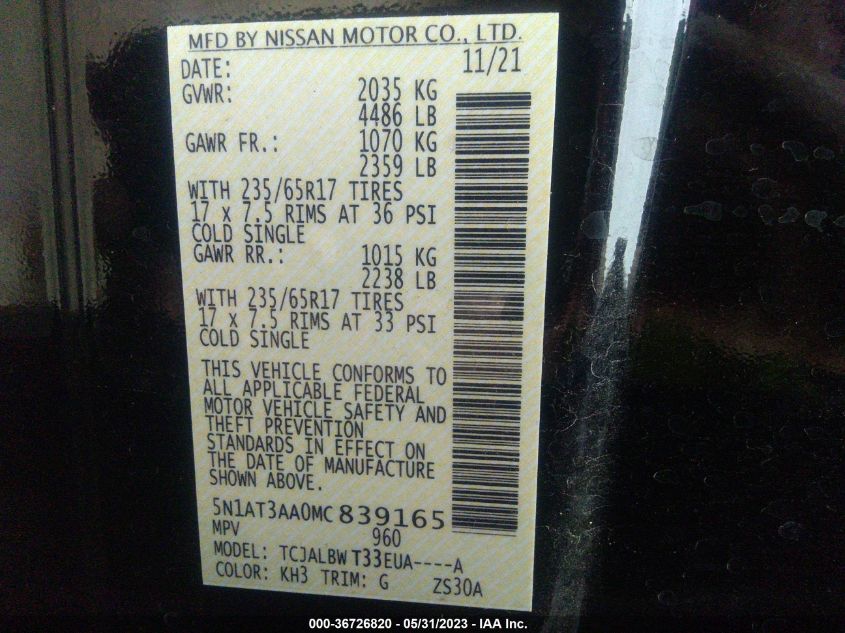 MFD BY NISSAN MOTOR CO., LTD.
DATE: 11/21
GVWR: 2035 KG
4486 LB
GAWR FR.: 1070 KG
2359 LB
WITH 235/65R17 TIRES
17 x 7.5 RIMS AT 36 PSI
COLD SINGLE
GAWR RR.: 1015 KG
2238 LB
WITH 235/65R17 TIRES
17 x 7.5 RIMS AT 33 PSI
COLD SINGLE
THIS VEHICLE CONFORMS TO
ALL APPLICABLE FEDERAL
MOTOR VEHICLE SAFETY AND
THEFT PREVENTION
STANDARDS IN EFFECT ON
THE DATE OF MANUFACTURE
SHOWN ABOVE.
5N1AT3AA0MC 839165
MPV 960
MODEL: TCJALBW T33EUA----A
COLOR: KH3 TRIM: G ZS30A
000-36726820 - 05/31/2023 - IAA Inc.